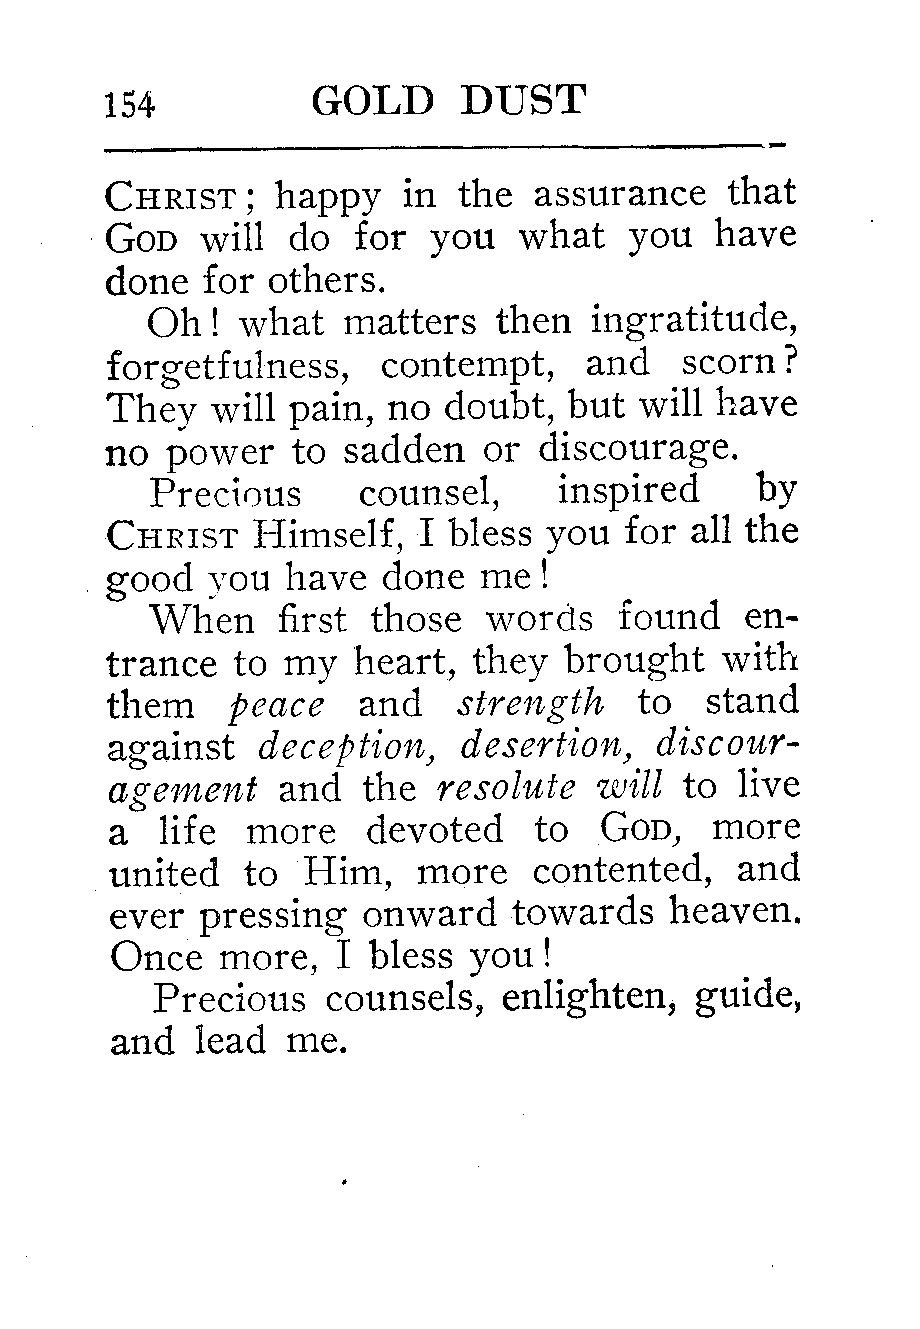 154 GOLD DUST
CHRIST; happy in the assurance that
GOD will do for you what you have
done for others.
Oh! what matters then ingratitude,
forgetfulness, contempt, and scorn?
They will pain, no doubt, but will have
no power to sadden or discourage.
Precious counsel, inspired by
CHRIST Himself, I bless you for all the
good you have done me!
When first those words found en-
trance to my heart, they brought with
them peace and strength to stand
against deception, desertion, discour-
agement and the resolute will to live
a life more devoted to GOD, more
united to Him, more contented, and
ever pressing onward towards heaven.
Once more, I bless you!
Precious counsels, enlighten, guide,
and lead me.